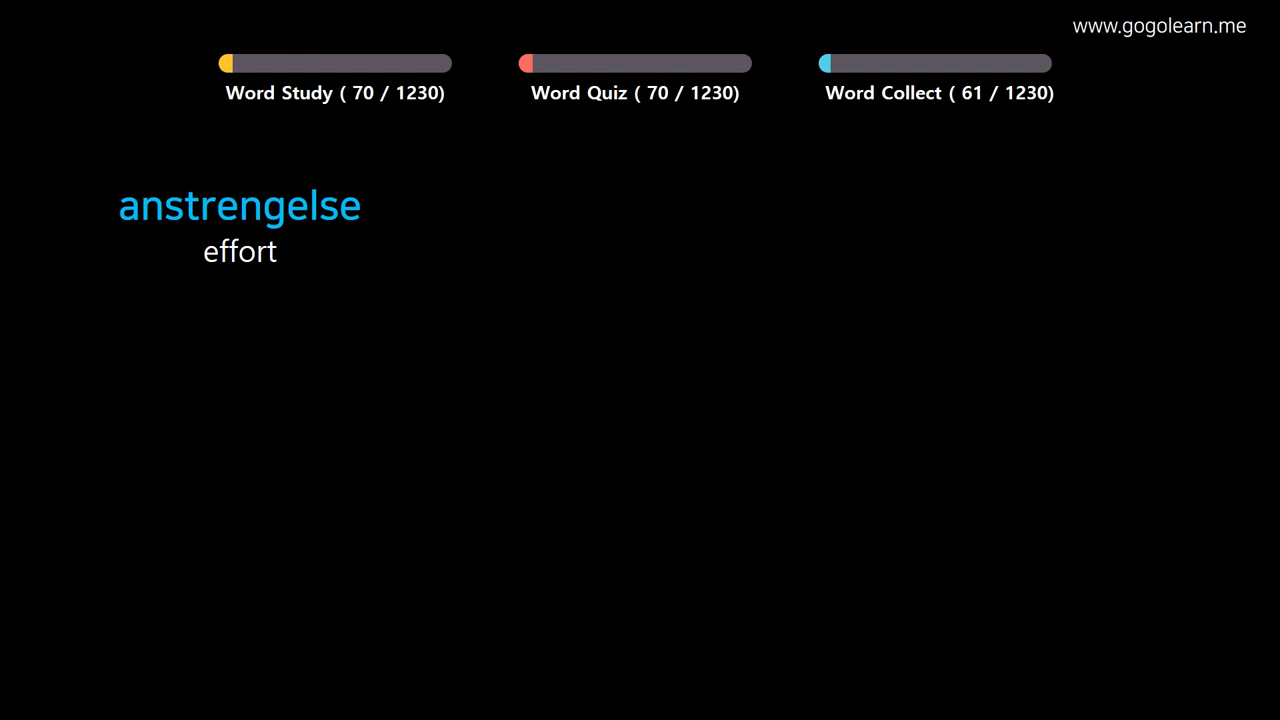 www.gogolearn.me
Word Study ( 70 / 1230)
Word Quiz ( 70 / 1230)
Word Collect ( 61 / 1230)
anstrengelse
effort